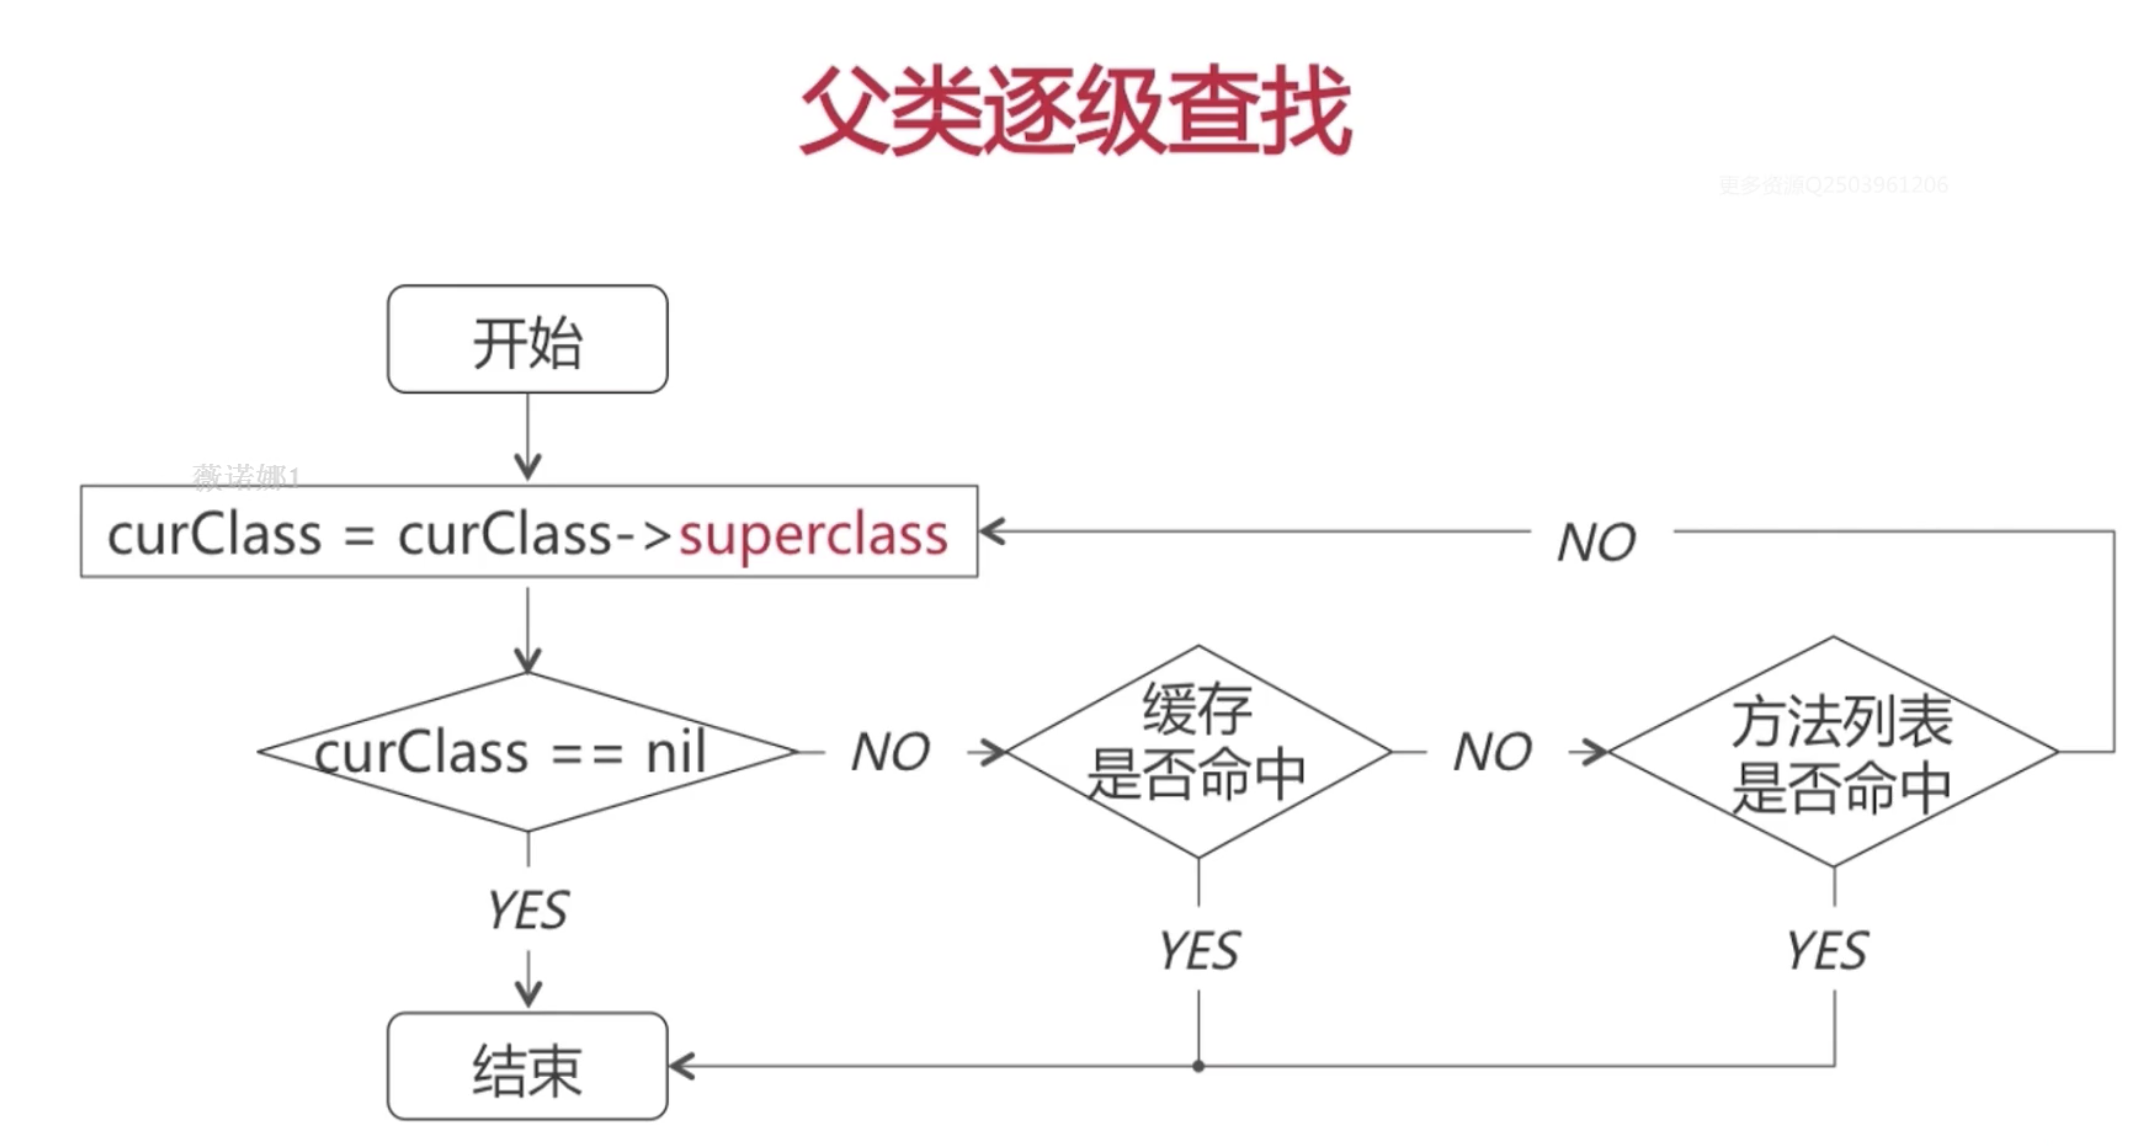 父类逐级查找
更多资源Q2503961206
开始
薇诺娜1
curClass = curClass->superclass
NO
curClass == nil
NO
缓存
是否命中
NO
方法列表
是否命中
YES
YES
YES
结束